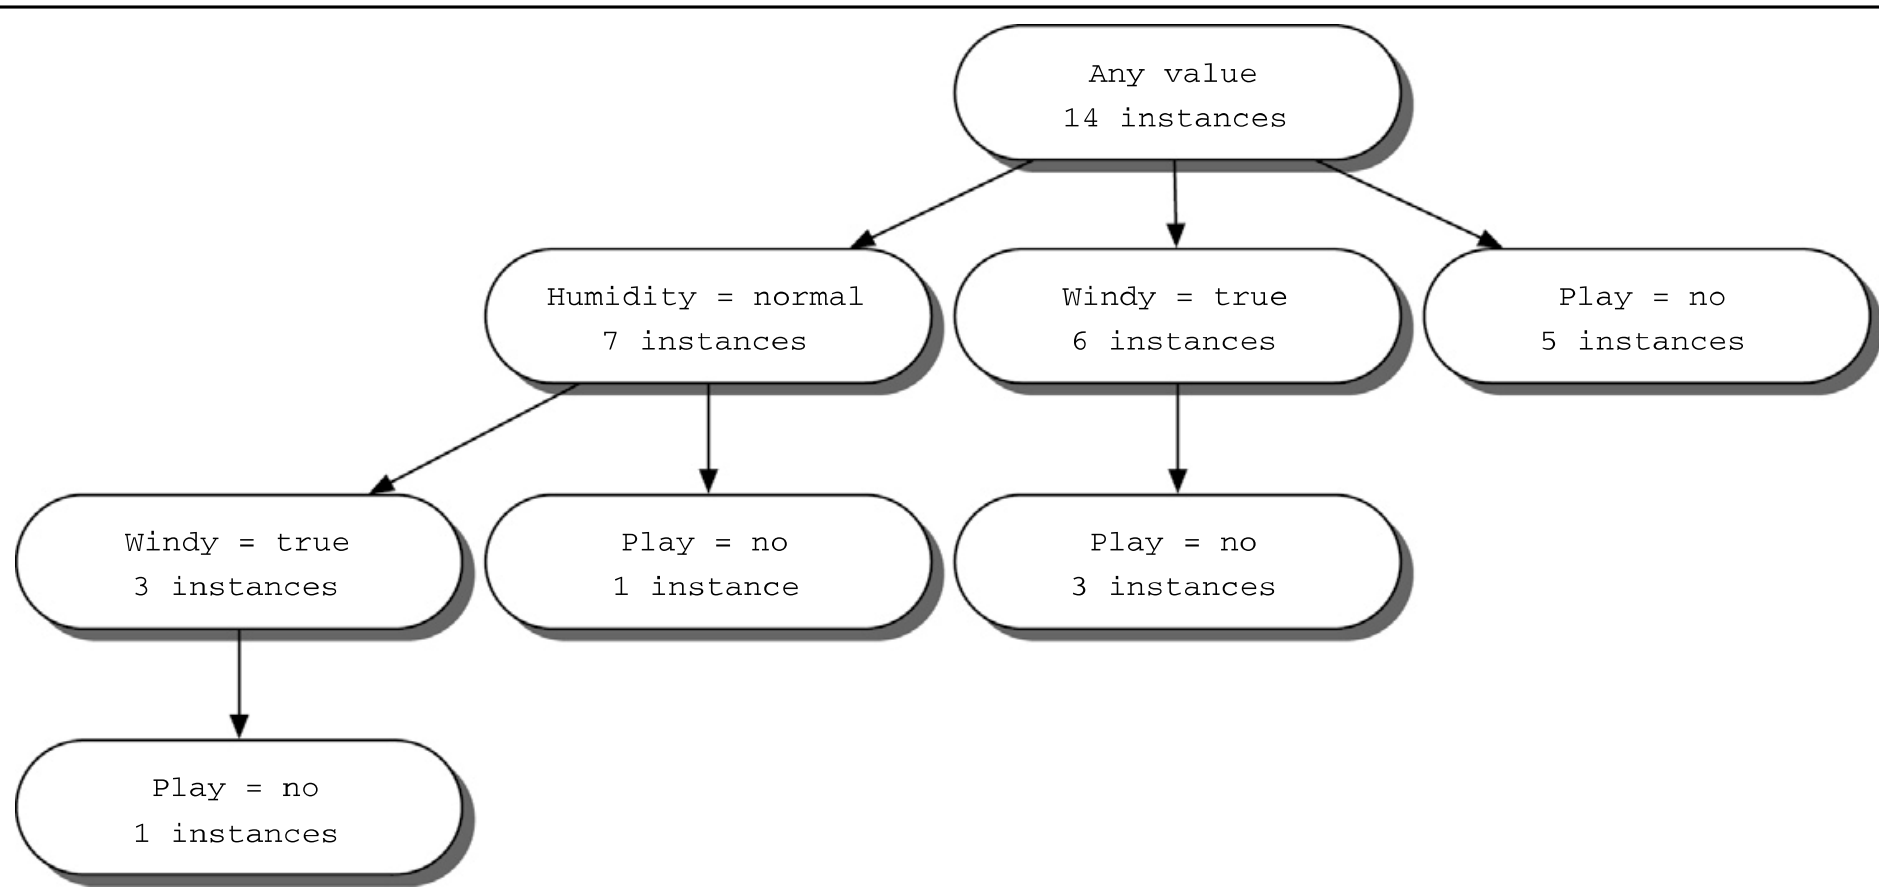 Any value
14 instances
Humidity = normal
7 instances
Windy = true
6 instances
Play = no
5 instances
Windy = true
3 instances
Play = no
1 instance
Play = no
3 instances
Play = no
1 instances